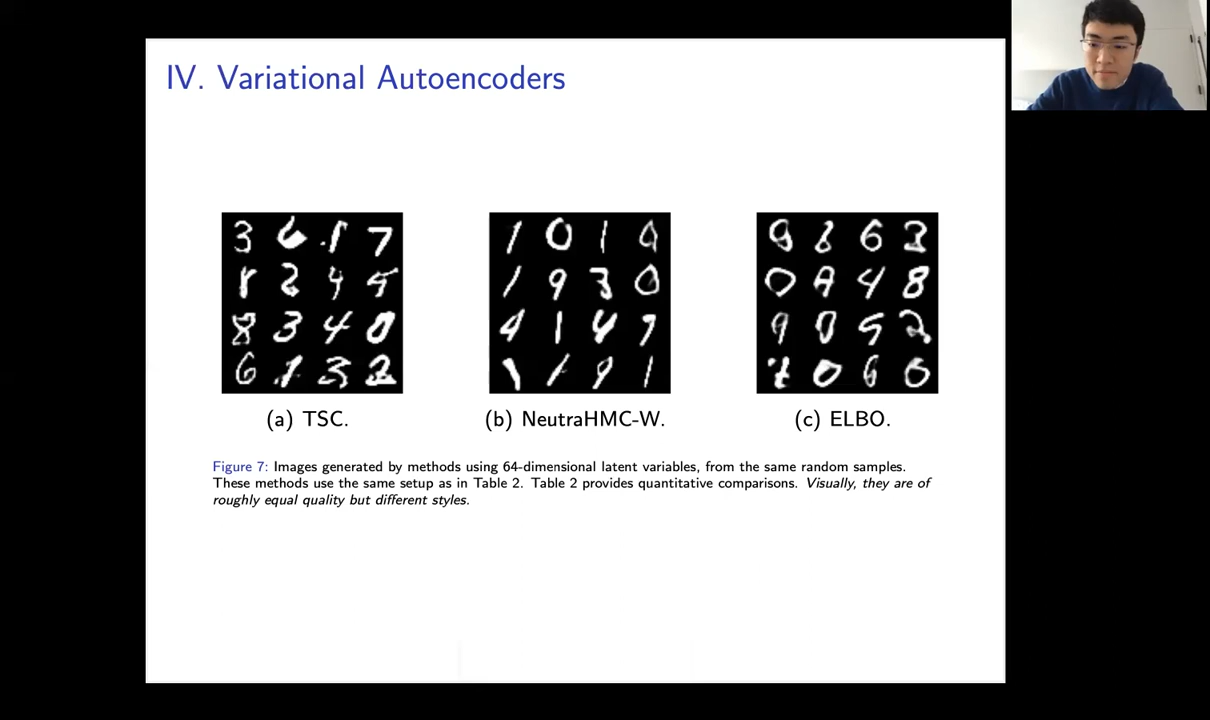 IV. Variational Autoencoders
(a) TSC.
(b) NeutraHMC-W.
(c) ELBO.
Figure 7: Images generated by methods using 64-dimensional latent variables, from the same random samples.
These methods use the same setup as in Table 2. Table 2 provides quantitative comparisons. Visually, they are of
roughly equal quality but different styles.